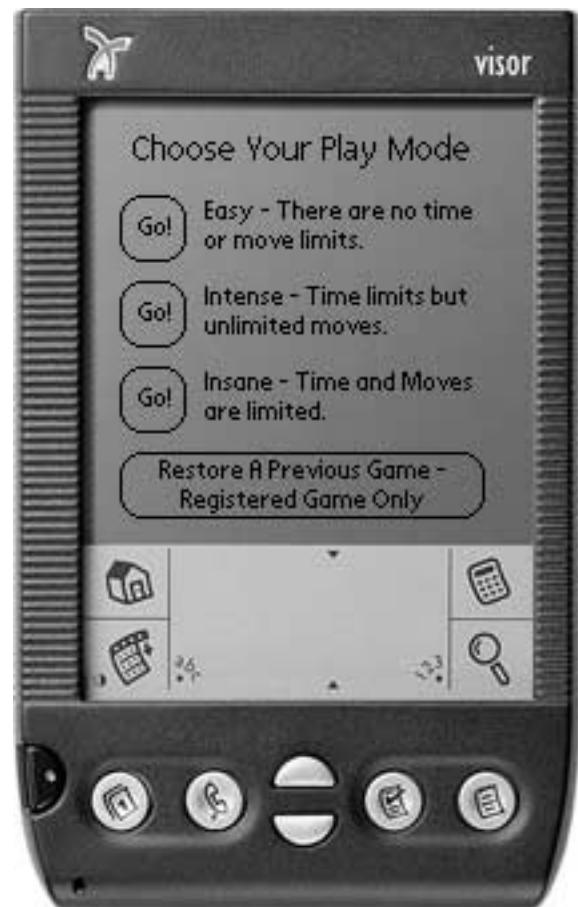 visor
Choose Your Play Mode
Go!
Easy - There are no time
or move limits.
Go!
Intense - Time limits but
unlimited moves.
Go!
Insane - Time and Moves
are limited.
Restore A Previous Game -
Registered Game Only